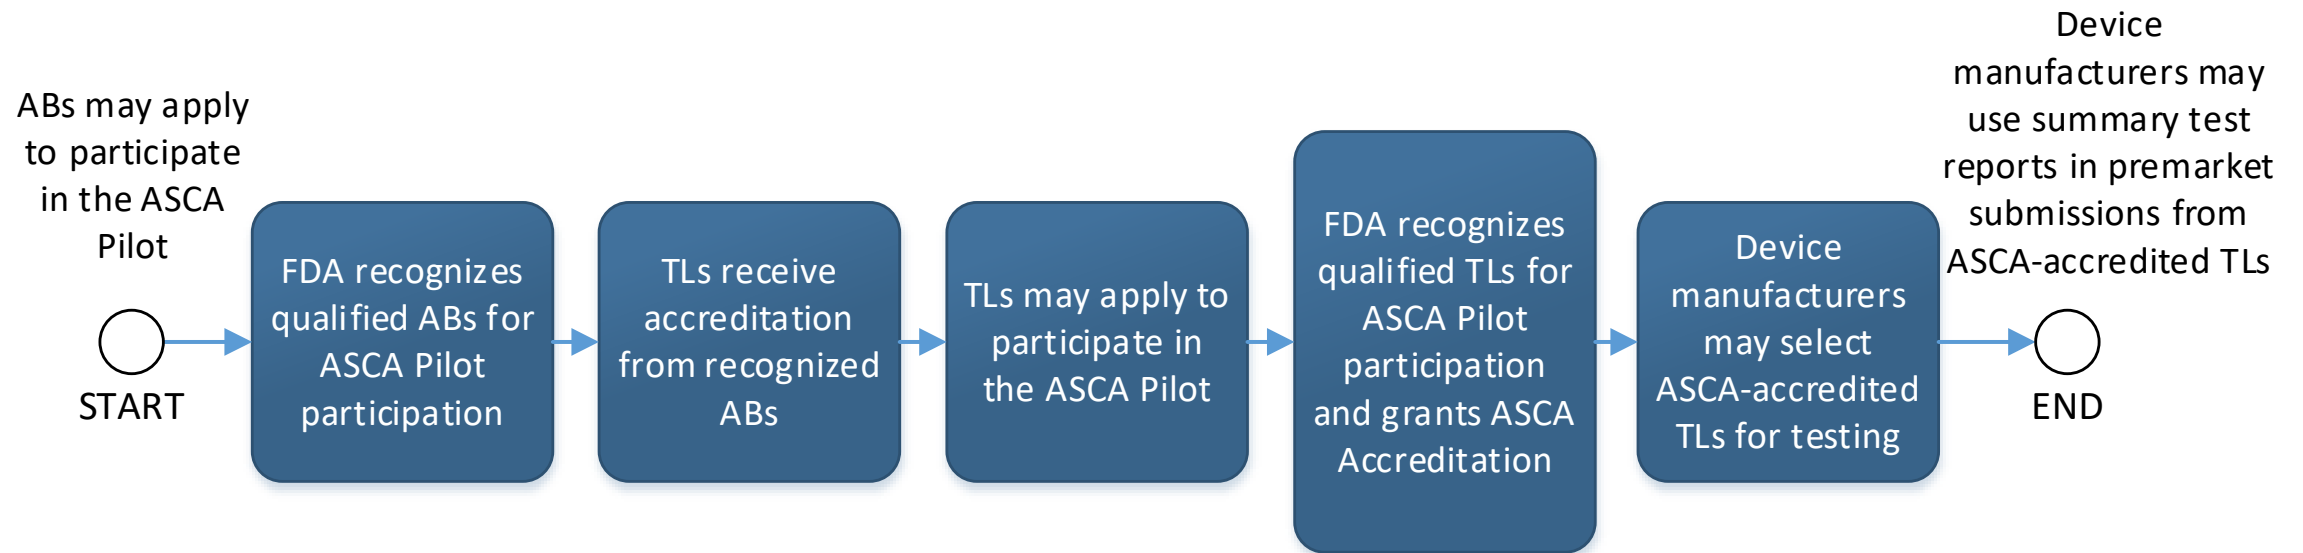 ABs may apply
to participate
in the ASCA
Pilot
START
FDA recognizes
qualified ABs for
ASCA Pilot
participation
TLs receive
accreditation
from recognized
ABs
TLs may apply to
participate in
the ASCA Pilot
FDA recognizes
qualified TLs for
ASCA Pilot
participation
and grants ASCA
Accreditation
Device
manufacturers
may select
ASCA-accredited
TLs for testing
Device
manufacturers may
use summary test
reports in premarket
submissions from
ASCA-accredited TLs
END